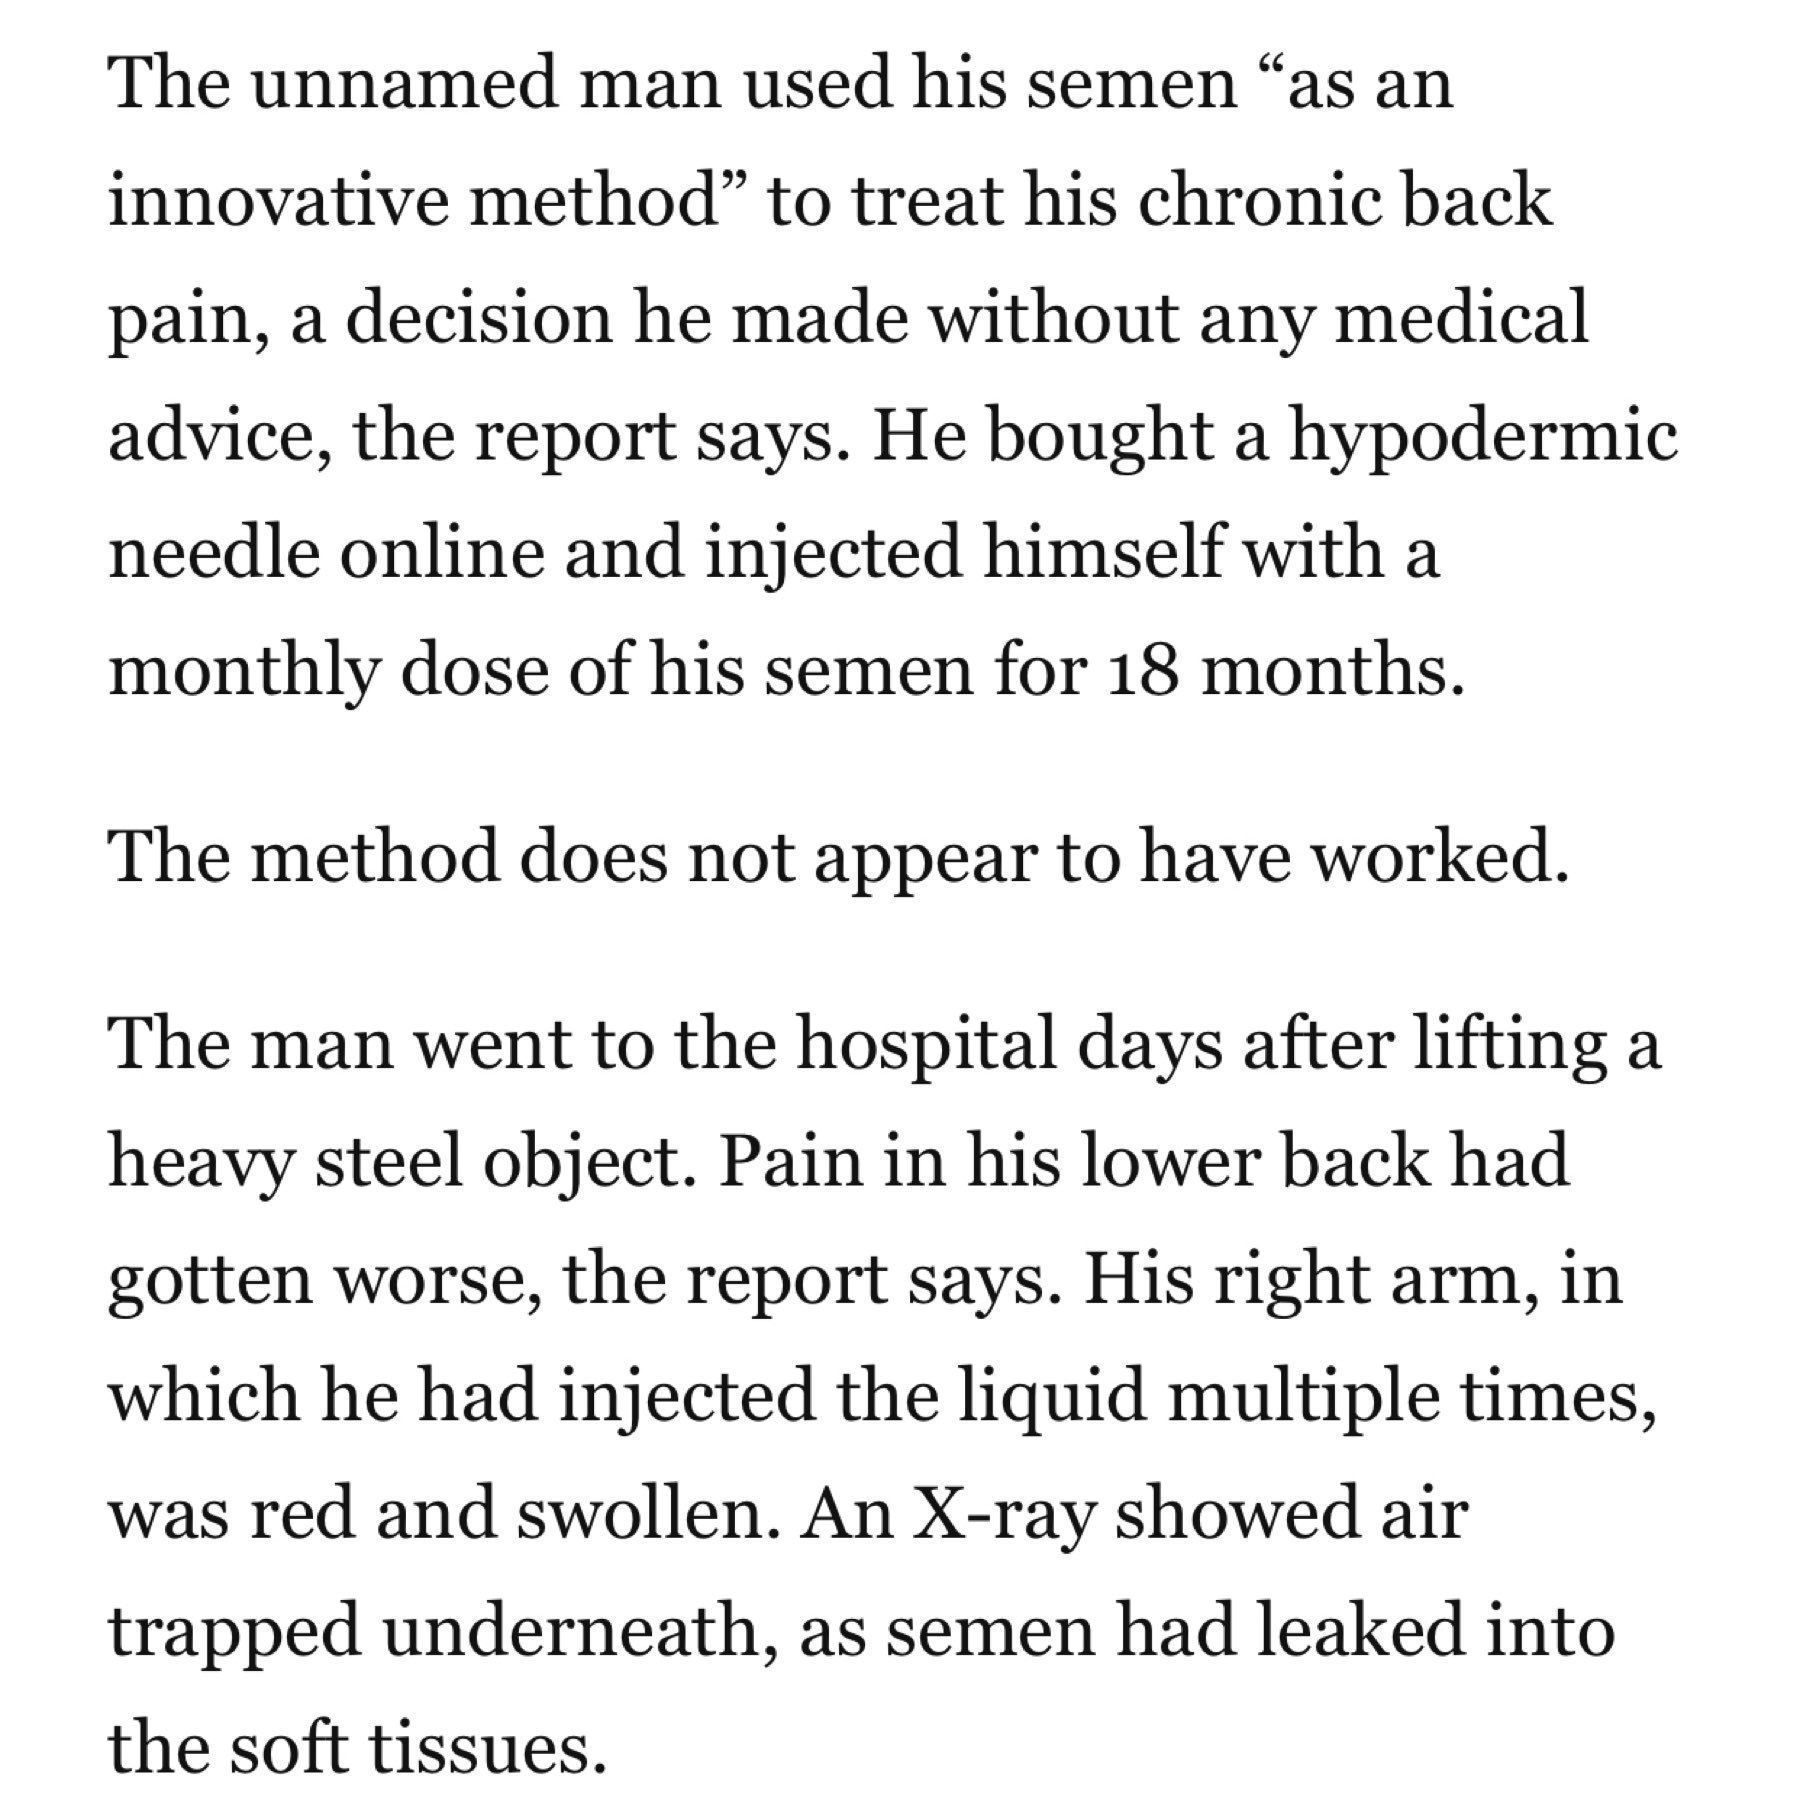 The unnamed man used his semen “as an
innovative method” to treat his chronic back
pain, a decision he made without any medical
advice, the report says. He bought a hypodermic
needle online and injected himself with a
monthly dose of his semen for 18 months.
The method does not appear to have worked.
The man went to the hospital days after lifting a
heavy steel object. Pain in his lower back had
gotten worse, the report says. His right arm, in
which he had injected the liquid multiple times,
was red and swollen. An X-ray showed air
trapped underneath, as semen had leaked into
the soft tissues.